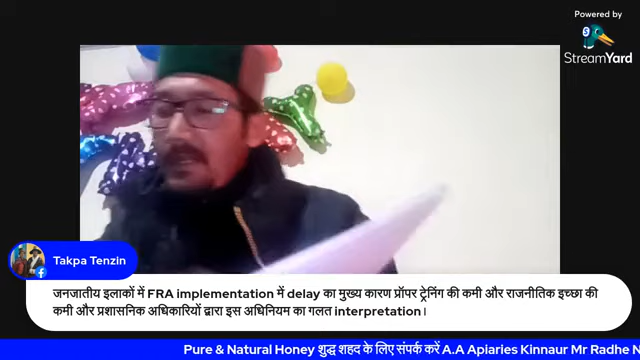 Powered by
StreamYard
Takpa Tenzin
जनजातीय इलाकों में FRA implementation में delay का मुख्य कारण प्रॉपर ट्रेनिंग की कमी और राजनीतिक इच्छा की
कमी और प्रशासनिक अधिकारियों द्वारा इस अधिनियम का गलत interpretation।
Pure & Natural Honey शुद्ध शहद के लिए संपर्क करें A.A Apiaries Kinnaur Mr Radhe N